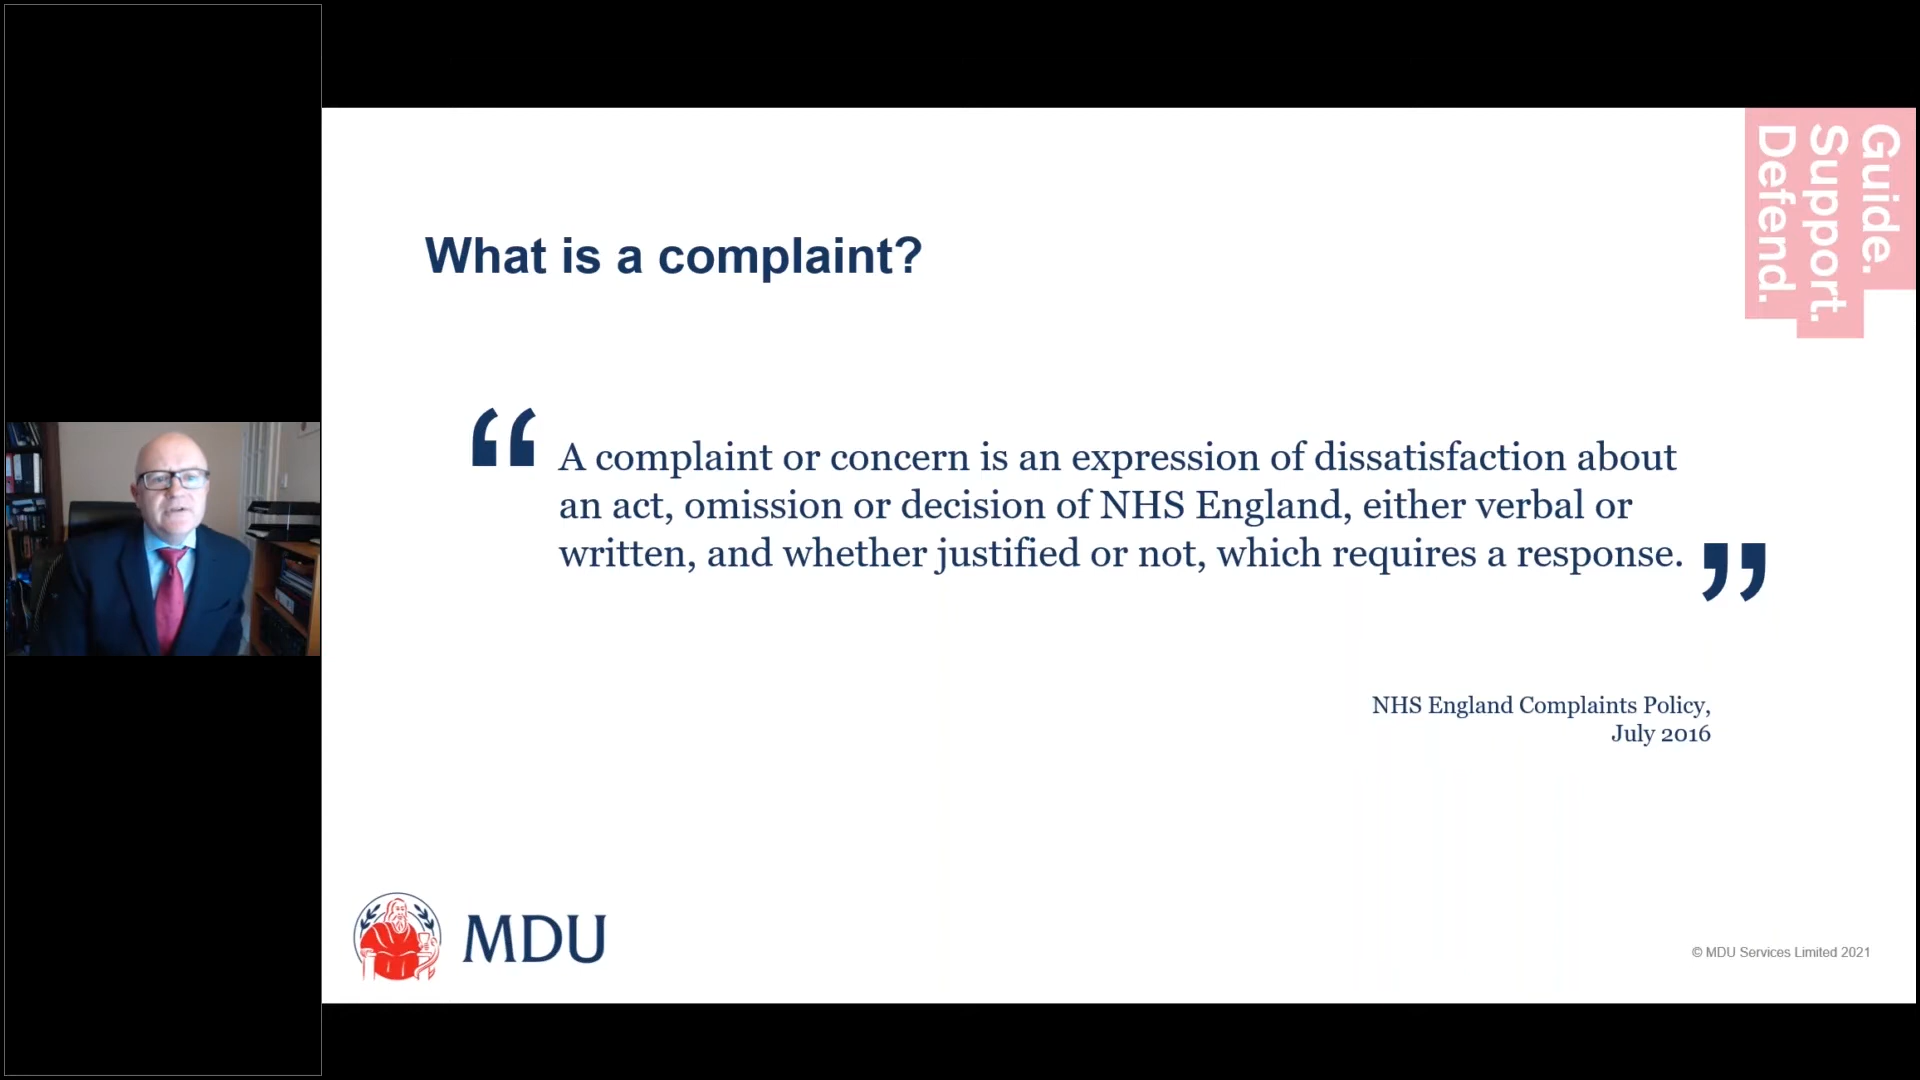 Guide.
Support.
Defend.
What is a complaint?
“ A complaint or concern is an expression of dissatisfaction about
an act, omission or decision of NHS England, either verbal or
written, and whether justified or not, which requires a response. ”
NHS England Complaints Policy,
July 2016
MDU
© MDU Services Limited 2021